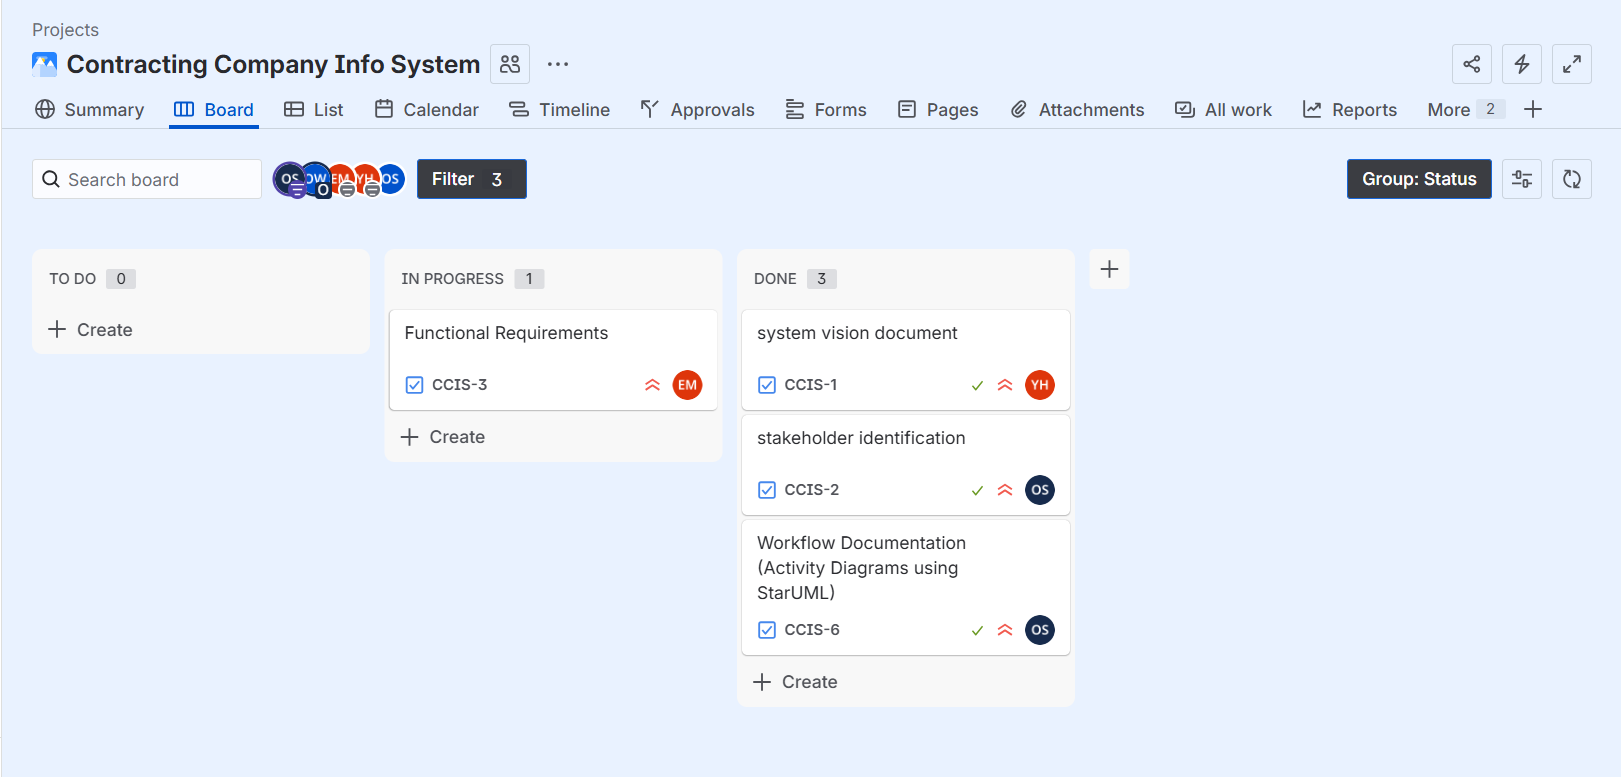 Projects
Contracting Company Info System
Summary Board List Calendar Timeline Approvals Forms Pages Attachments All work Reports More 2
Search board OS OW EM YH OS Filter 3 Group: Status
TO DO 0
Create
IN PROGRESS 1
Functional Requirements
CCIS-3 EM
Create
DONE 3
system vision document
CCIS-1 YH
stakeholder identification
CCIS-2 OS
Workflow Documentation
(Activity Diagrams using
StarUML)
CCIS-6 OS
Create